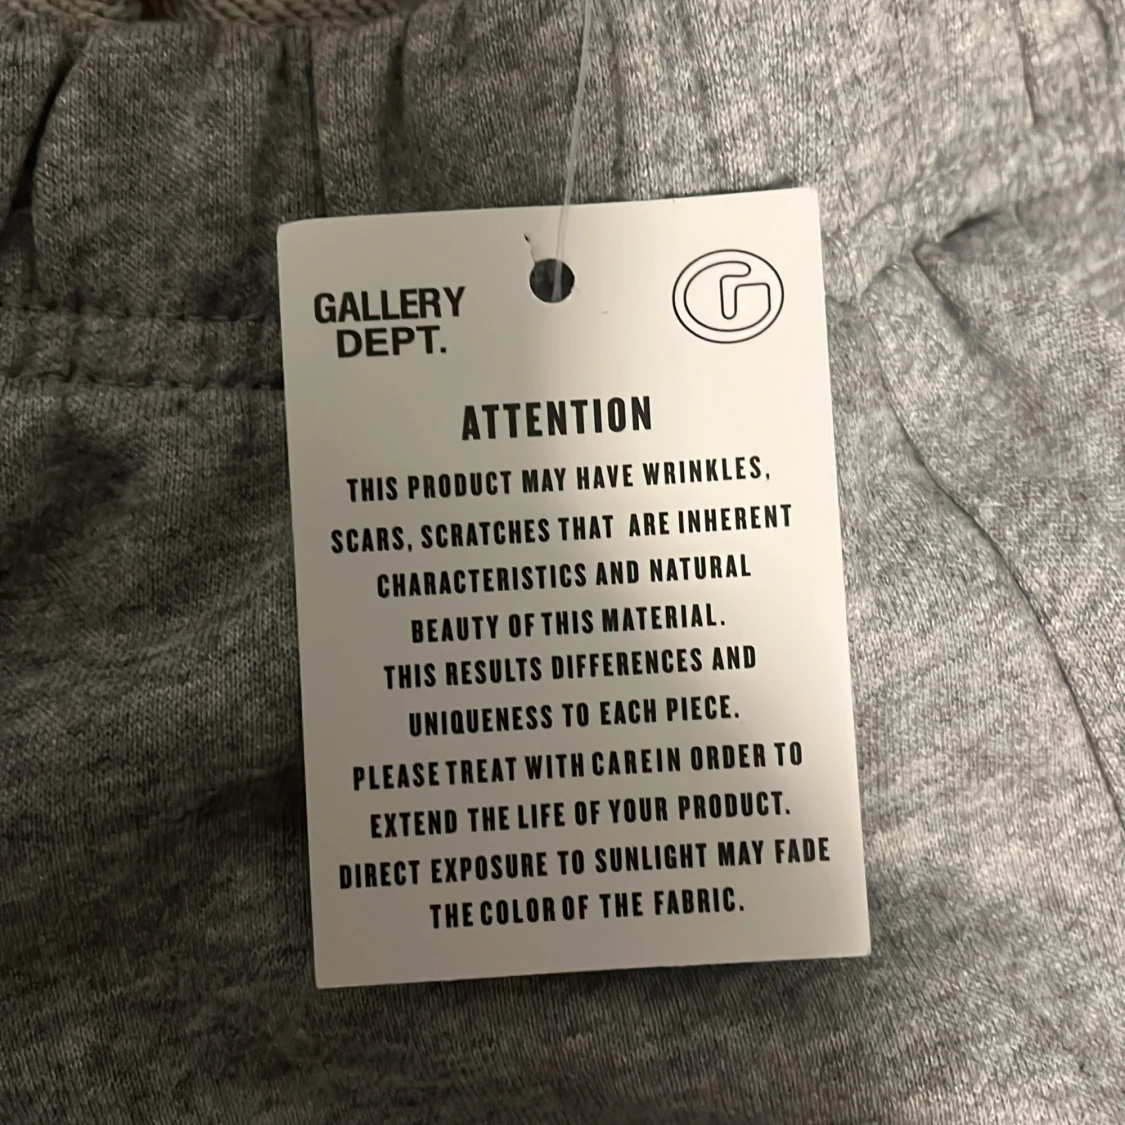 GALLERY
DEPT.
ATTENTION
THIS PRODUCT MAY HAVE WRINKLES,
SCARS, SCRATCHES THAT ARE INHERENT
CHARACTERISTICS AND NATURAL
BEAUTY OF THIS MATERIAL.
THIS RESULTS DIFFERENCES AND
UNIQUENESS TO EACH PIECE.
PLEASE TREAT WITH CAREIN ORDER TO
EXTEND THE LIFE OF YOUR PRODUCT.
DIRECT EXPOSURE TO SUNLIGHT MAY FADE
THE COLOR OF THE FABRIC.